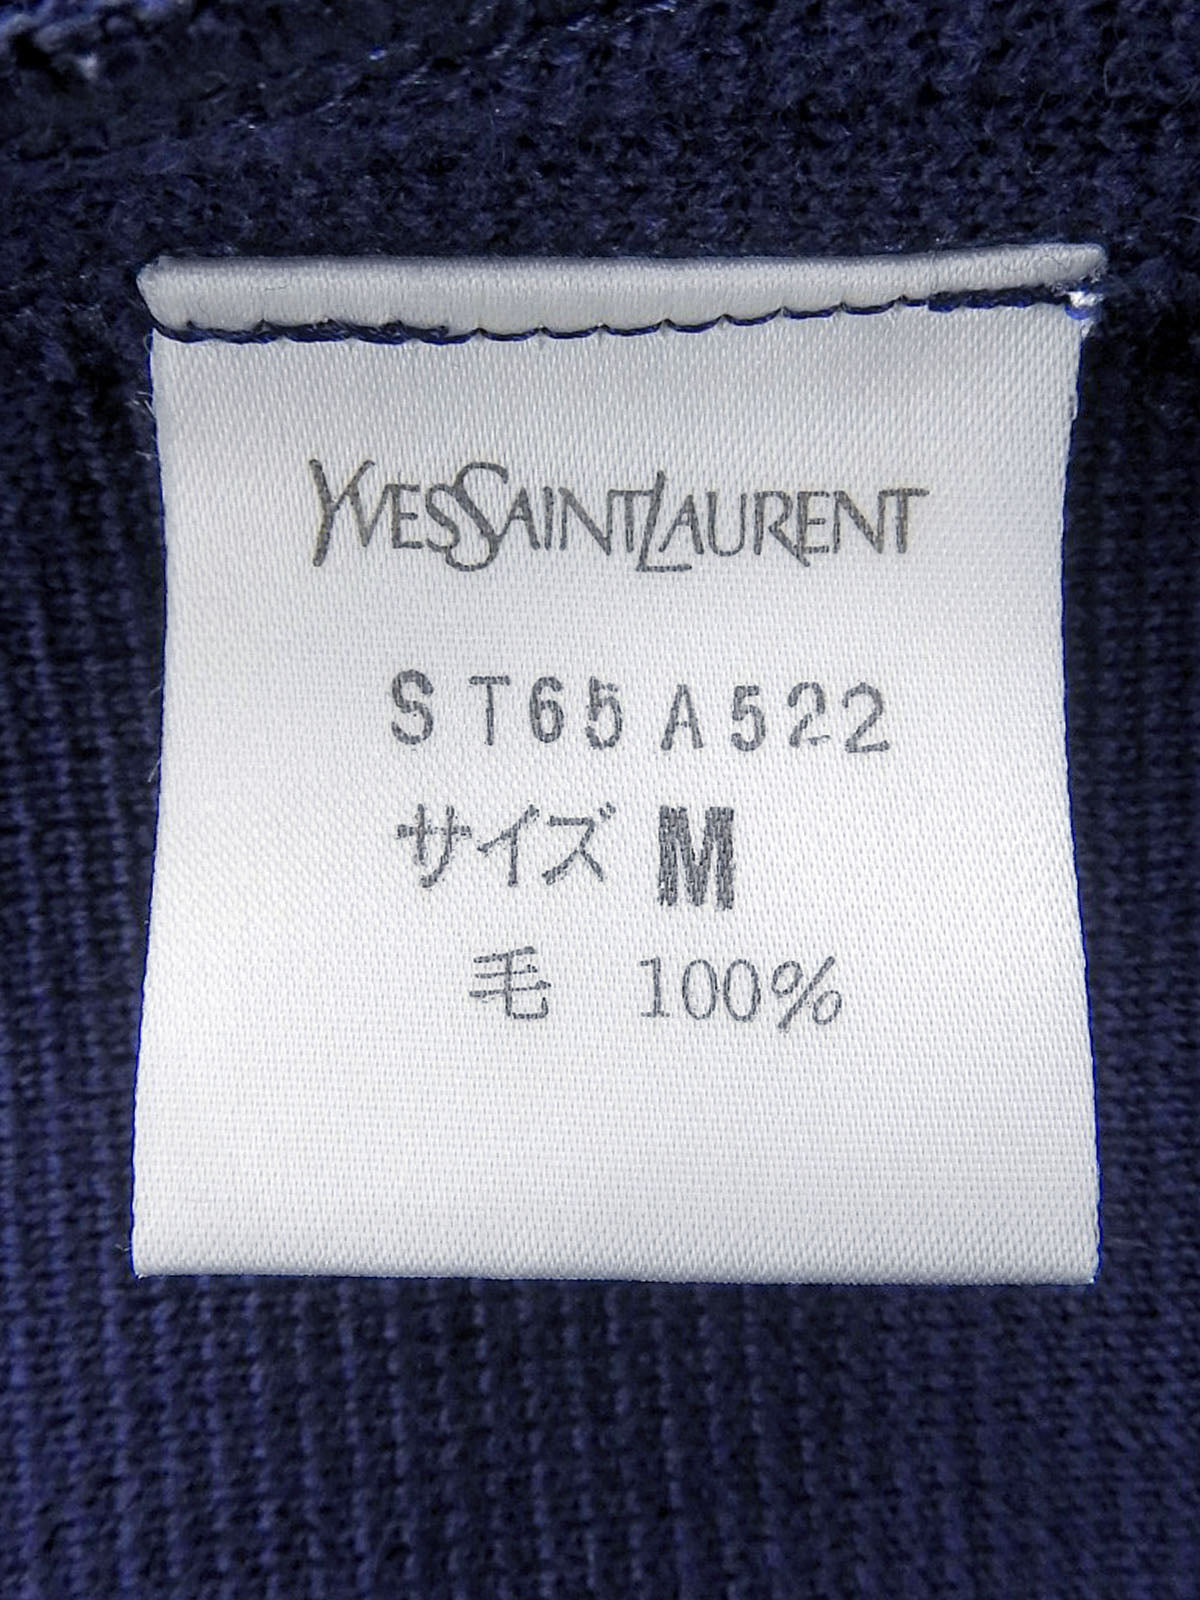 YVESSAINTLAURENT
ST65A522
サイズ M
毛 100%